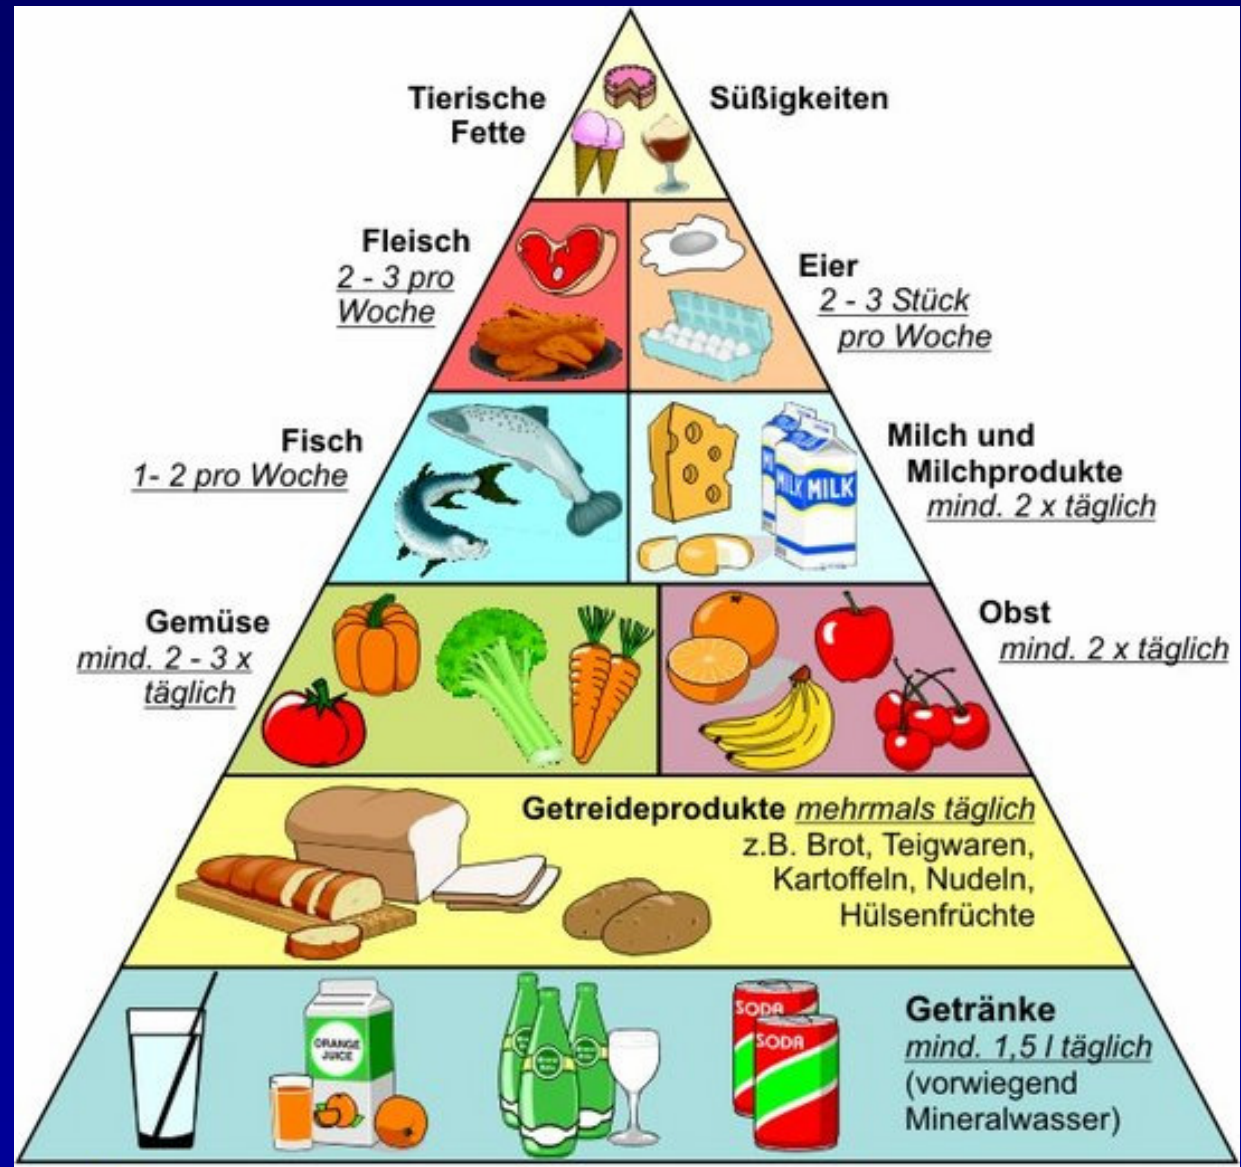 Tierische
Fette
Süßigkeiten
Fleisch
2 - 3 pro
Woche
Eier
2 - 3 Stück
pro Woche
Fisch
1- 2 pro Woche
Milch und
Milchprodukte
mind. 2 x täglich
MILK MILK
Gemüse
mind. 2 - 3 x
täglich
Obst
mind. 2 x täglich
Getreideprodukte mehrmals täglich
z.B. Brot, Teigwaren,
Kartoffeln, Nudeln,
Hülsenfrüchte
ORANGE
JUICE
SODA
SODA
Getränke
mind. 1,5 l täglich
(vorwiegend
Mineralwasser)